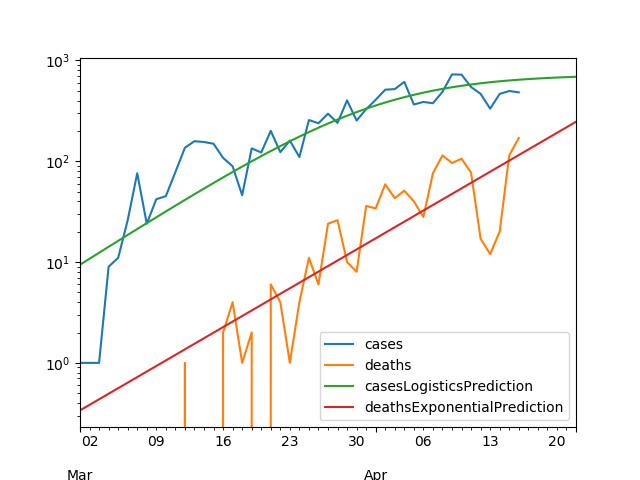 10³
10²
10¹
10⁰
cases
deaths
casesLogisticsPrediction
deathsExponentialPrediction
02 09 16 23 30 06 13 20
Mar Apr